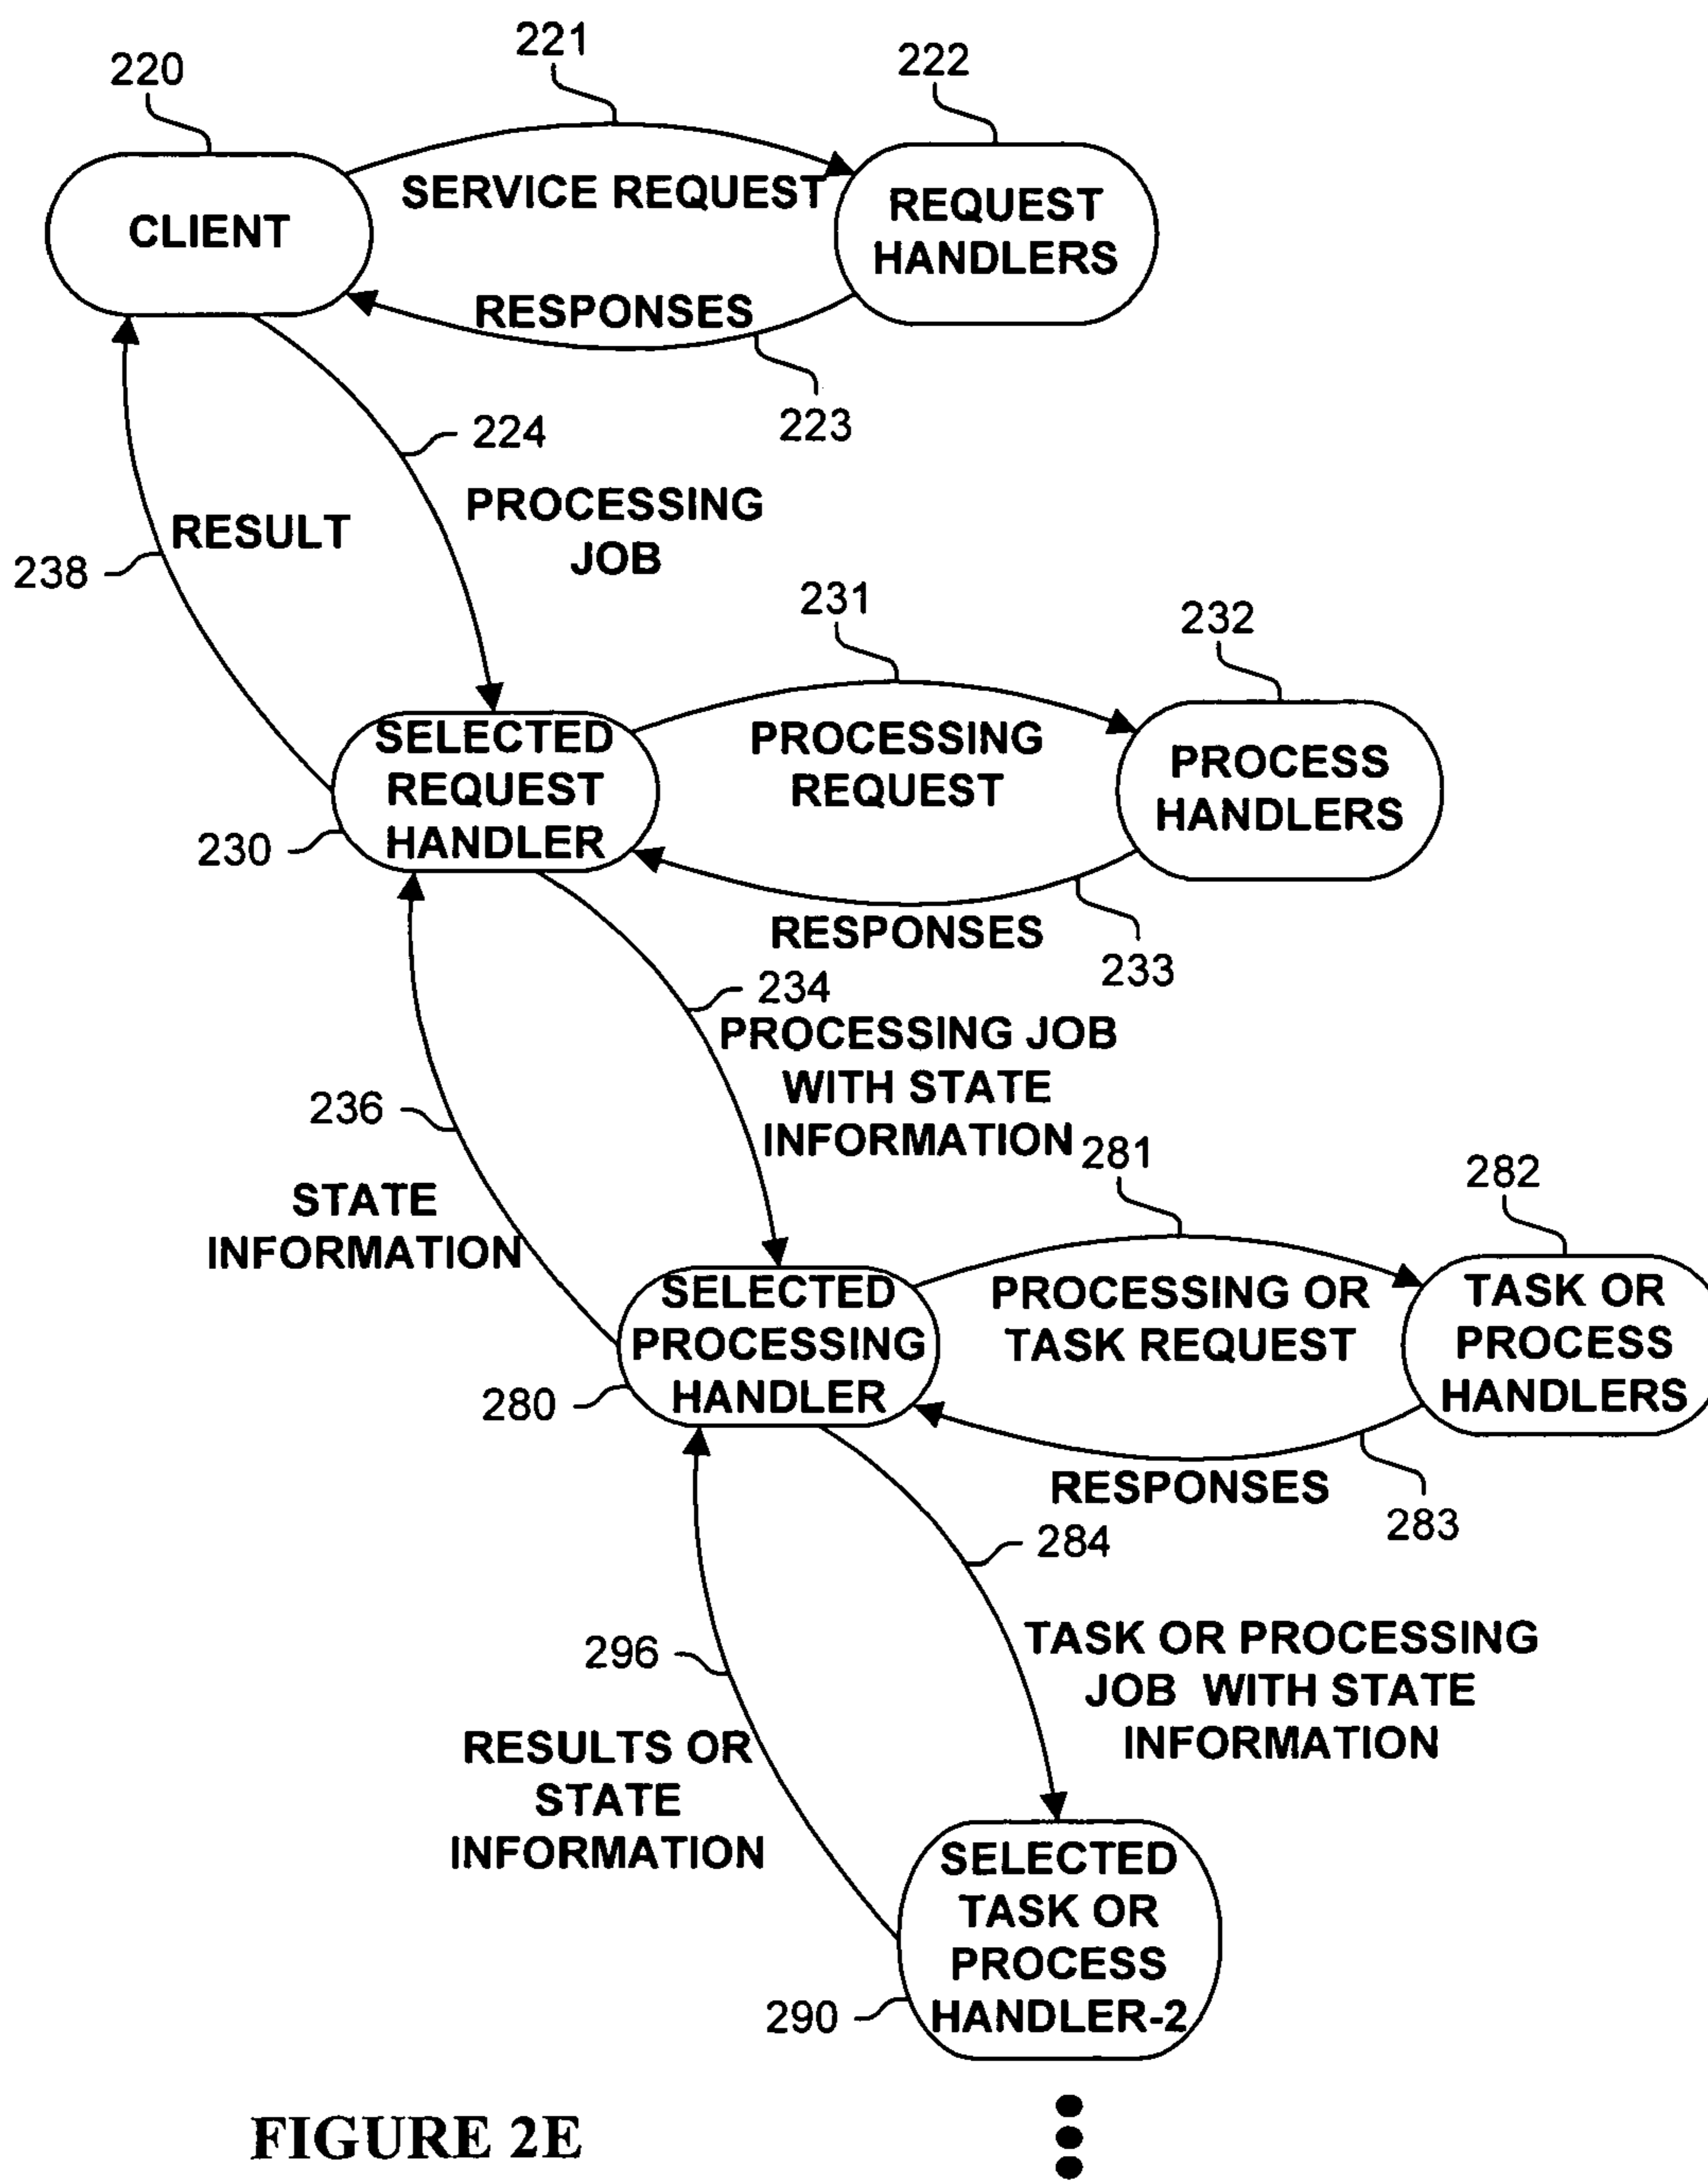 221
222
220
SERVICE REQUEST
REQUEST
HANDLERS
CLIENT
RESPONSES
223
224
PROCESSING
JOB
RESULT
238
231
232
SELECTED
REQUEST
HANDLER
230
PROCESSING
REQUEST
PROCESS
HANDLERS
RESPONSES
233
234
PROCESSING JOB
WITH STATE
INFORMATION
236
STATE
INFORMATION
281
282
SELECTED
PROCESSING
HANDLER
280
PROCESSING OR
TASK REQUEST
TASK OR
PROCESS
HANDLERS
RESPONSES
283
284
TASK OR PROCESSING
JOB WITH STATE
INFORMATION
296
RESULTS OR
STATE
INFORMATION
SELECTED
TASK OR
PROCESS
HANDLER-2
290
FIGURE 2E